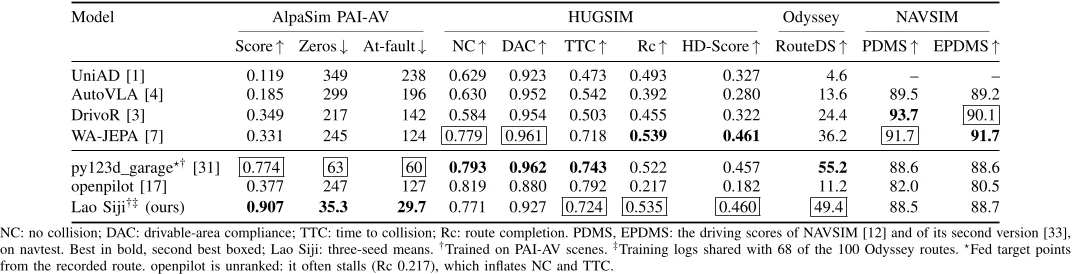 Model AlpaSim PAI-AV HUGSIM Odyssey NAVSIM
Score↑ Zeros↓ At-fault↓ NC↑ DAC↑ TTC↑ Rc↑ HD-Score↑ RouteDS↑ PDMS↑ EPDMS↑
UniAD [1] 0.119 349 238 0.629 0.923 0.473 0.493 0.327 4.6 – –
AutoVLA [4] 0.185 299 196 0.630 0.952 0.542 0.392 0.280 13.6 89.5 89.2
DrivoR [3] 0.349 217 142 0.584 0.954 0.503 0.455 0.322 24.4 93.7 90.1
WA-JEPA [7] 0.331 245 124 0.779 0.961 0.718 0.539 0.461 36.2 91.7 91.7
py123d_garage⋆† [31] 0.774 63 60 0.793 0.962 0.743 0.522 0.457 55.2 88.6 88.6
openpilot [17] 0.377 247 127 0.819 0.880 0.792 0.217 0.182 11.2 82.0 80.5
Lao Siji†‡ (ours) 0.907 35.3 29.7 0.771 0.927 0.724 0.535 0.460 49.4 88.5 88.7
NC: no collision; DAC: drivable-area compliance; TTC: time to collision; Rc: route completion. PDMS, EPDMS: the driving scores of NAVSIM [12] and of its second version [33],
on navtest. Best in bold, second best boxed; Lao Siji: three-seed means. †Trained on PAI-AV scenes. ‡Training logs shared with 68 of the 100 Odyssey routes. ⋆Fed target points
from the recorded route. openpilot is unranked: it often stalls (Rc 0.217), which inflates NC and TTC.